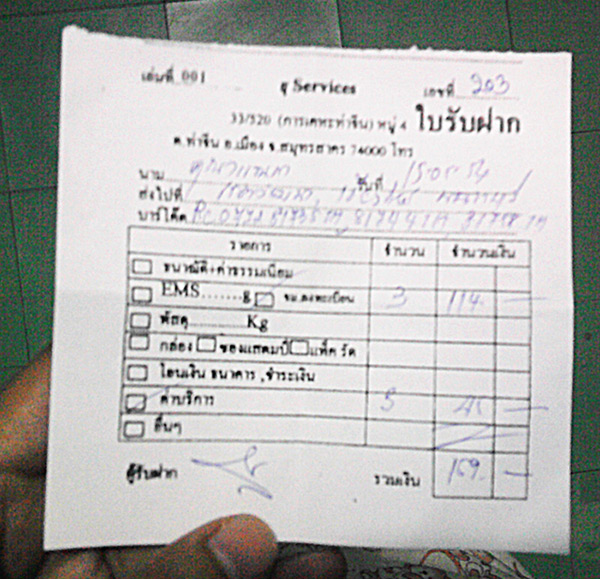 เล่มที่ 001 ฎ Services เลขที่ 203
33/520 (การเคหะท่าจีน) หมู่ 4 ใบรับฝาก
ต.ท่าจีน อ.เมือง จ.สมุทรสาคร 74000 โทร
นาม วันที่ 15-05-54
ส่งไปที่
บาร์โค๊ด
รายการ จำนวน จำนวนเงิน
ธนาณัติ+ค่าธรรมเนียม
EMS.......g จม.ลงทะเบียน 3 114 -
พัสดุ.............Kg
กล่อง ซองแสตมป์ แพ็ค รัด
โอนเงิน ธนาคาร ,ชำระเงิน
ค่าบริการ 3 45 -
อื่นๆ
ผู้รับฝาก รวมเงิน 159 -